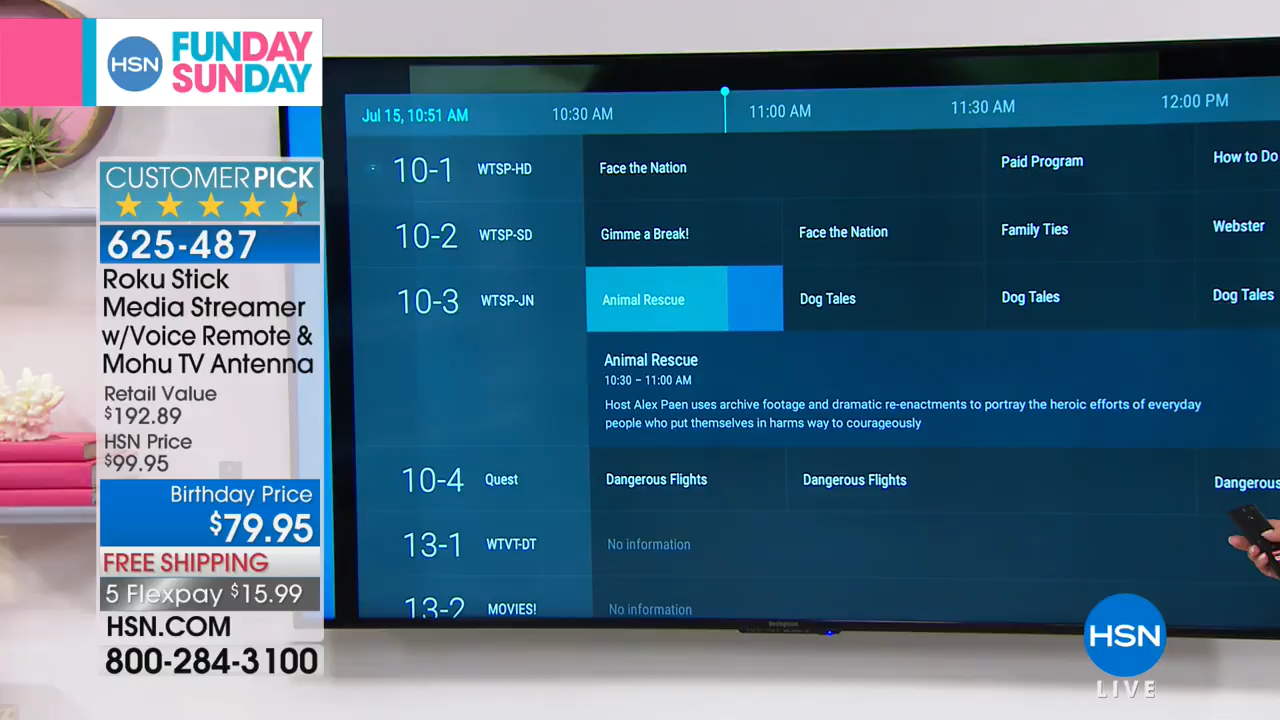 HSN
FUNDAY
SUNDAY
CUSTOMER PICK
625-487
Roku Stick
Media Streamer
w/Voice Remote &
Mohu TV Antenna
Retail Value
$192.89
HSN Price
$99.95
Birthday Price
$79.95
FREE SHIPPING
5 Flexpay $15.99
HSN.COM
800-284-3100
Jul 15, 10:51 AM 10:30 AM 11:00 AM 11:30 AM 12:00 PM
10-1 WTSP-HD Face the Nation Paid Program How to Do
10-2 WTSP-SD Gimme a Break! Face the Nation Family Ties Webster
10-3 WTSP-JN Animal Rescue Dog Tales Dog Tales Dog Tales
Animal Rescue
10:30 – 11:00 AM
Host Alex Paen uses archive footage and dramatic re-enactments to portray the heroic efforts of everyday
people who put themselves in harms way to courageously
10-4 Quest Dangerous Flights Dangerous Flights Dangerous
13-1 WTVT-DT No information
13-2 MOVIES! No information
Westinghouse
HSN
LIVE